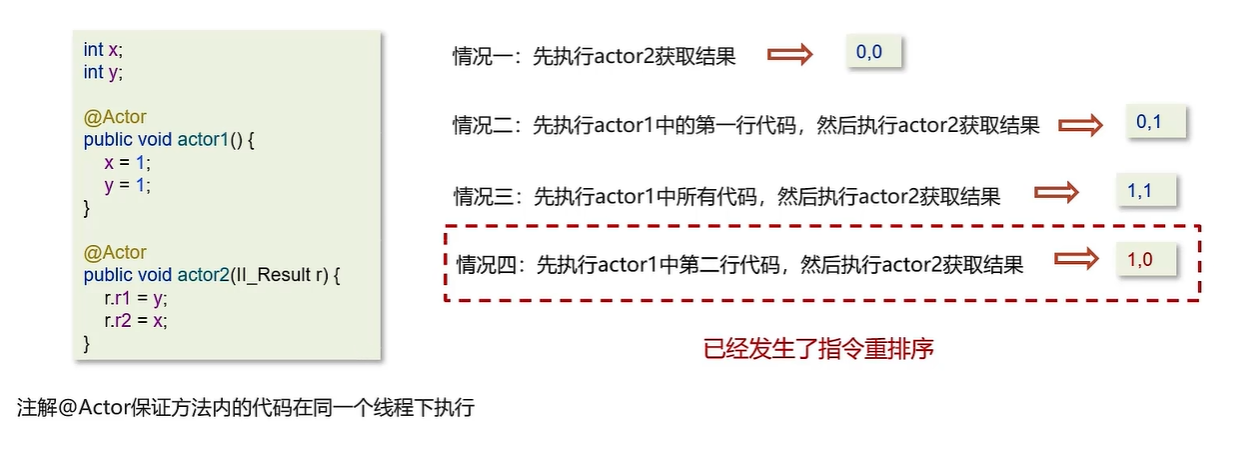 int x;
int y;
@Actor
public void actor1() {
x = 1;
y = 1;
}
@Actor
public void actor2(II_Result r) {
r.r1 = y;
r.r2 = x;
}
情况一：先执行actor2获取结果
0,0
情况二：先执行actor1中的第一行代码，然后执行actor2获取结果
0,1
情况三：先执行actor1中所有代码，然后执行actor2获取结果
1,1
情况四：先执行actor1中第二行代码，然后执行actor2获取结果
1,0
已经发生了指令重排序
注解@Actor保证方法内的代码在同一个线程下执行